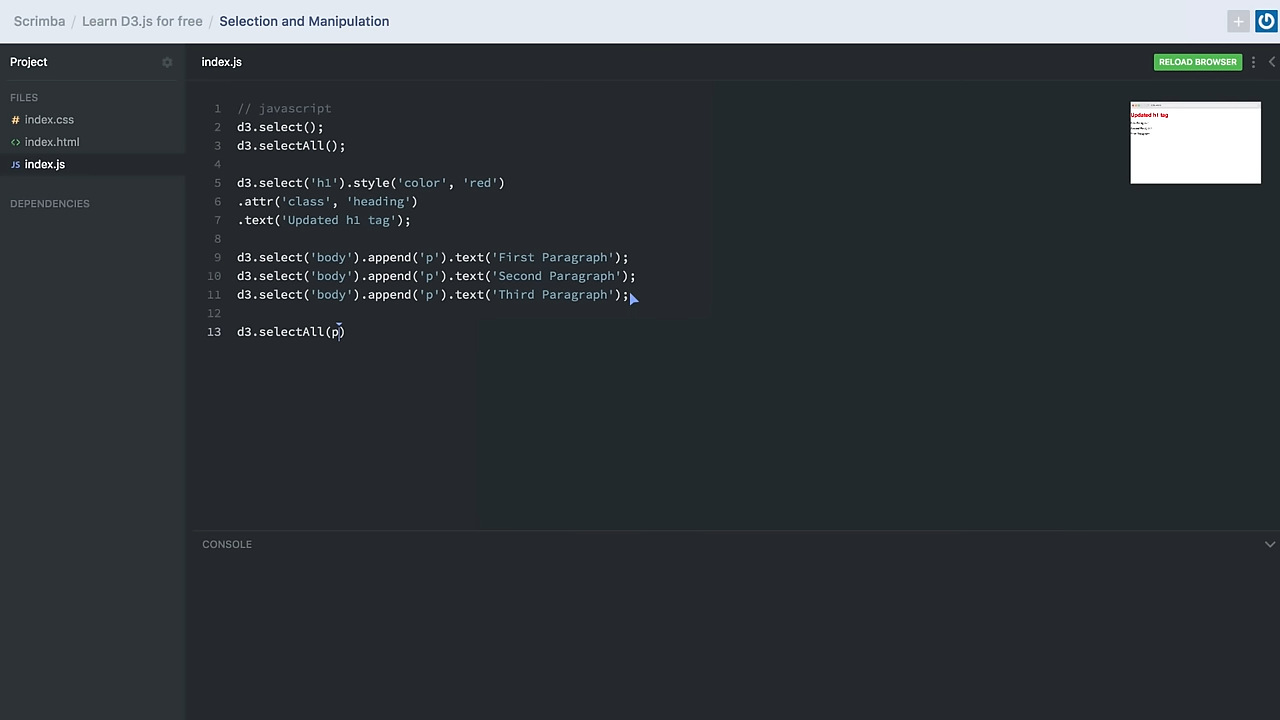 Scrimba / Learn D3.js for free / Selection and Manipulation
Project
index.js
RELOAD BROWSER
FILES
# index.css
<> index.html
JS index.js
DEPENDENCIES
1 // javascript
2 d3.select();
3 d3.selectAll();
4
5 d3.select('h1').style('color', 'red')
6 .attr('class', 'heading')
7 .text('Updated h1 tag');
8
9 d3.select('body').append('p').text('First Paragraph');
10 d3.select('body').append('p').text('Second Paragraph');
11 d3.select('body').append('p').text('Third Paragraph');
12
13 d3.selectAll(p)
Updated h1 tag
CONSOLE